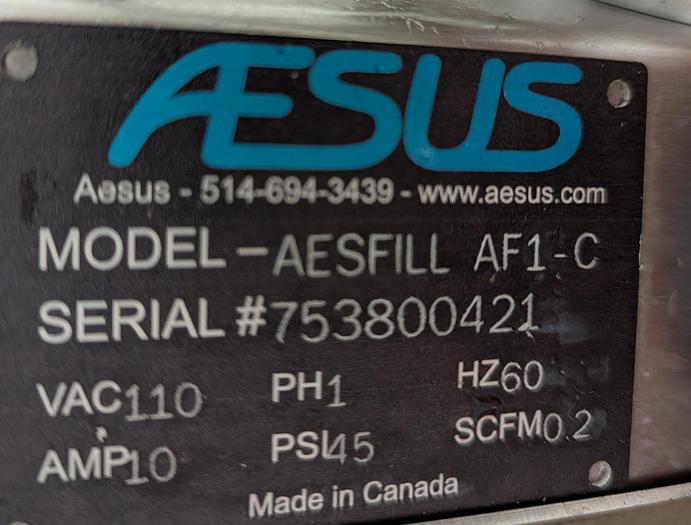 ÆSUS
Aesus - 514-694-3439 - www.aesus.com
MODEL - AESFILL AF1-C
SERIAL #753800421
VAC110 PH1 HZ60
AMP10 PSI45 SCFM0.2
Made in Canada